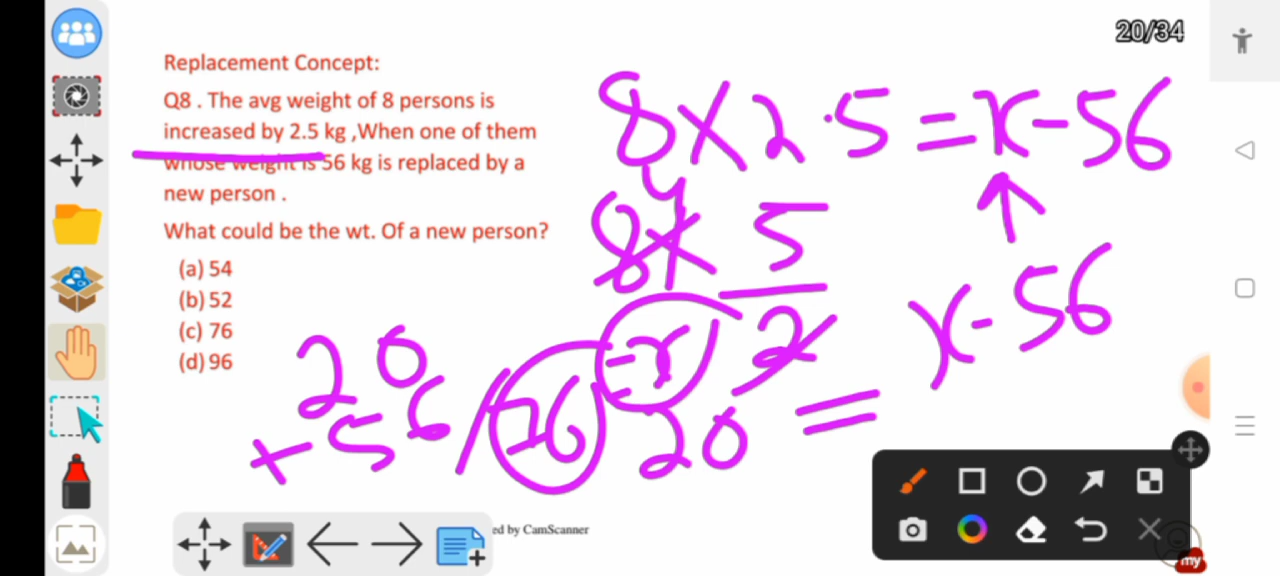 20/34
Replacement Concept:
Q8 . The avg weight of 8 persons is
increased by 2.5 kg ,When one of them
whose weight is 56 kg is replaced by a
new person .
What could be the wt. Of a new person?
(a) 54
(b) 52
(c) 76
(d) 96
8 × 2.5 = x - 56
4
8 × 5
2
20 = x - 56
20 + 56 / 76 = x
ed by CamScanner
my